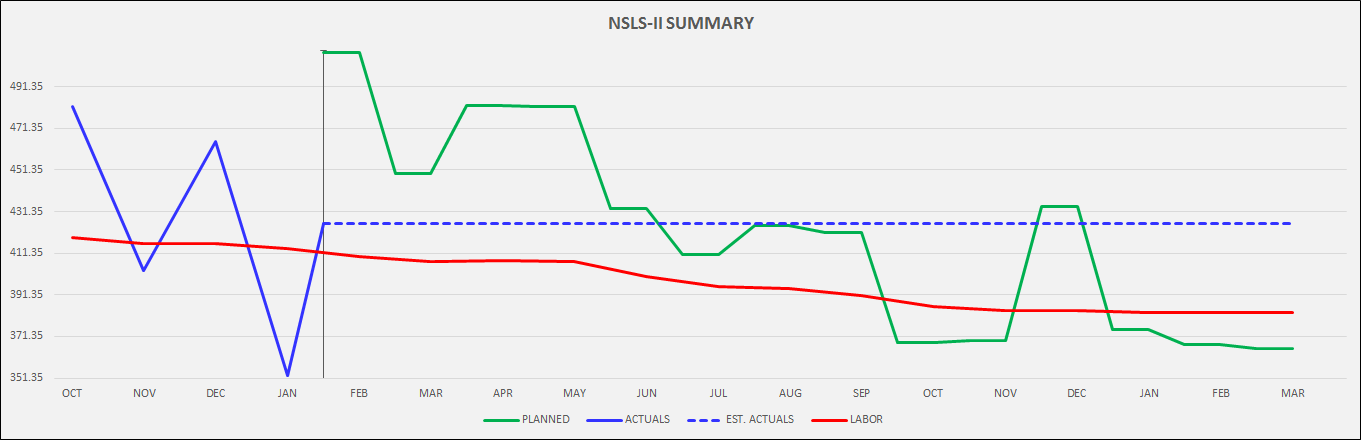 NSLS-II SUMMARY
491.35
471.35
451.35
431.35
411.35
391.35
371.35
351.35
OCT NOV DEC JAN FEB MAR APR MAY JUN JUL AUG SEP OCT NOV DEC JAN FEB MAR
PLANNED ACTUALS EST. ACTUALS LABOR